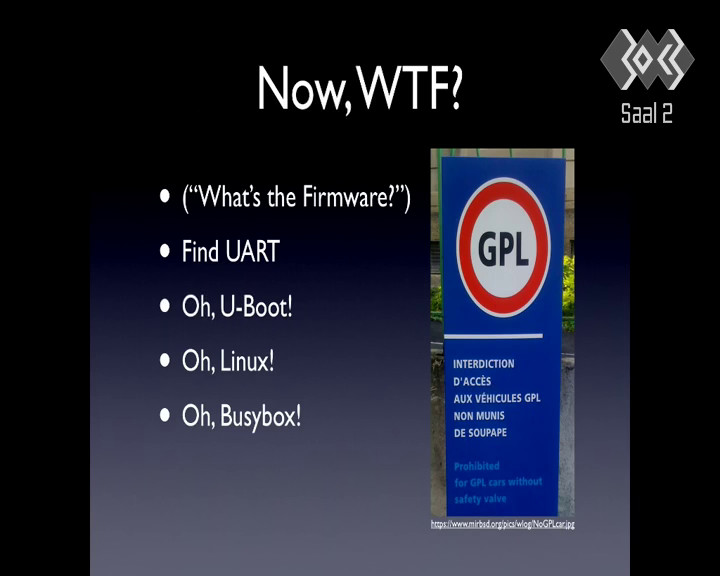 Now, WTF?
Saal 2
• ("What's the Firmware?")
• Find UART
• Oh, U-Boot!
• Oh, Linux!
• Oh, Busybox!
GPL
INTERDICTION
D'ACCÈS
AUX VÉHICULES GPL
NON MUNIS
DE SOUPAPE
Prohibited
for GPL cars without
safety valve
https://www.mirbsd.org/pics/wlog/NoGPLcar.jpg